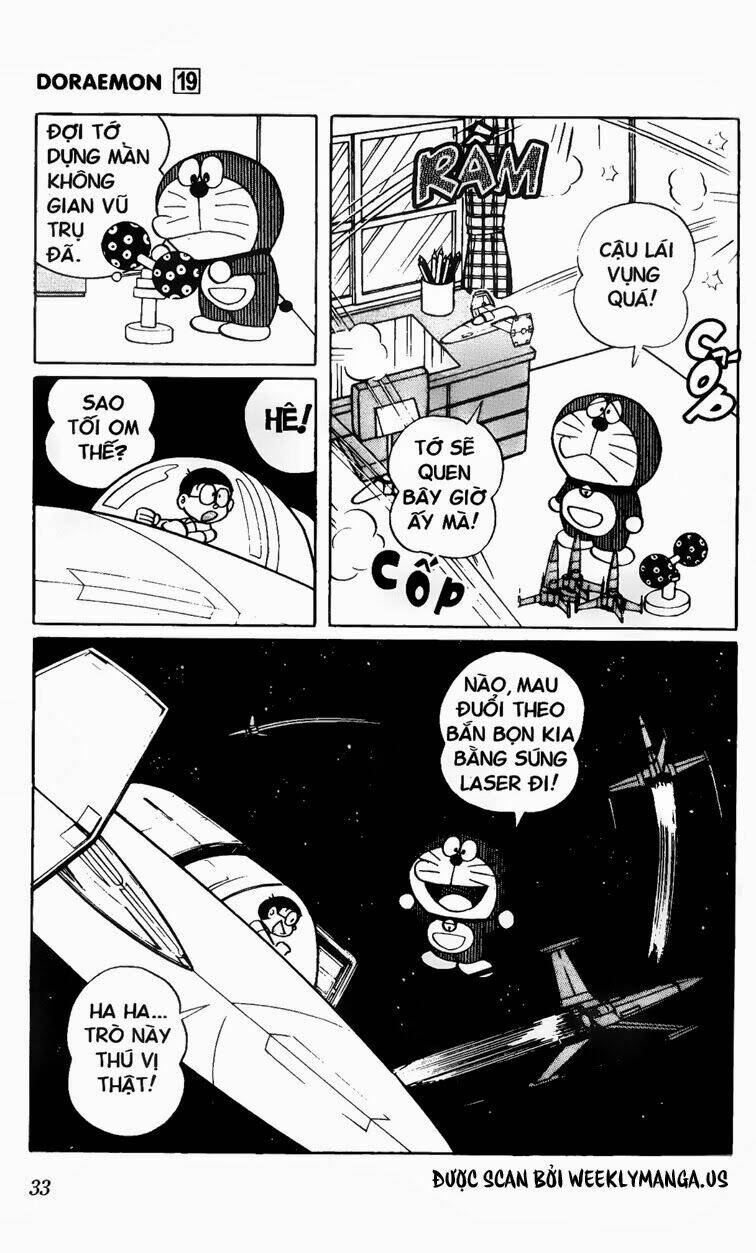 DORAEMON 19
RẦM
CẬU LÁI
VỤNG
QUÁ!
CỐP
TỚ SẼ
QUEN
BÂY GIỜ
ẤY MÀ!
CỐP
ĐỢI TỚ
DỰNG MÀN
KHÔNG
GIAN VŨ
TRỤ
ĐÃ.
HÊ!
SAO
TỐI OM
THẾ?
NÀO, MAU
ĐUỔI THEO
BẮN BỌN KIA
BẰNG SÚNG
LASER ĐI!
HA HA...
TRÒ NÀY
THÚ VỊ
THẬT!
33
ĐƯỢC SCAN BỞI WEEKLYMANGA.US